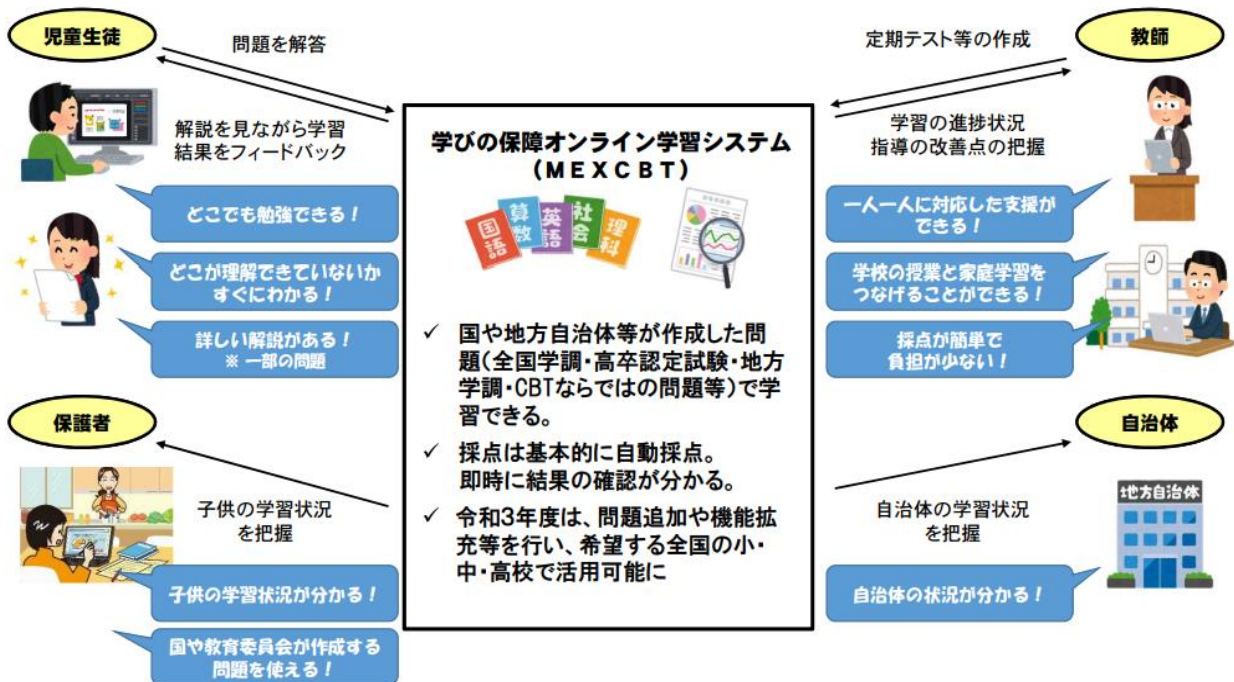 児童生徒
問題を解答
解説を見ながら学習
結果をフィードバック
どこでも勉強できる！
どこが理解できていないか
すぐにわかる！
詳しい解説がある！
※ 一部の問題
保護者
子供の学習状況
を把握
子供の学習状況が分かる！
国や教育委員会が作成する
問題を使える！
学びの保障オンライン学習システム
（ＭＥＸＣＢＴ）
国語
算数
英語
社会
理科
✓ 国や地方自治体等が作成した問
題（全国学調・高卒認定試験・地方
学調・CBTならではの問題等）で学
習できる。
✓ 採点は基本的に自動採点。
即時に結果の確認が分かる。
✓ 令和３年度は、問題追加や機能拡
充等を行い、希望する全国の小・
中・高校で活用可能に
教師
定期テスト等の作成
学習の進捗状況
指導の改善点の把握
一人一人に対応した支援が
できる！
学校の授業と家庭学習を
つなげることができる！
採点が簡単で
負担が少ない！
自治体
自治体の学習状況
を把握
地方自治体
自治体の状況が分かる！